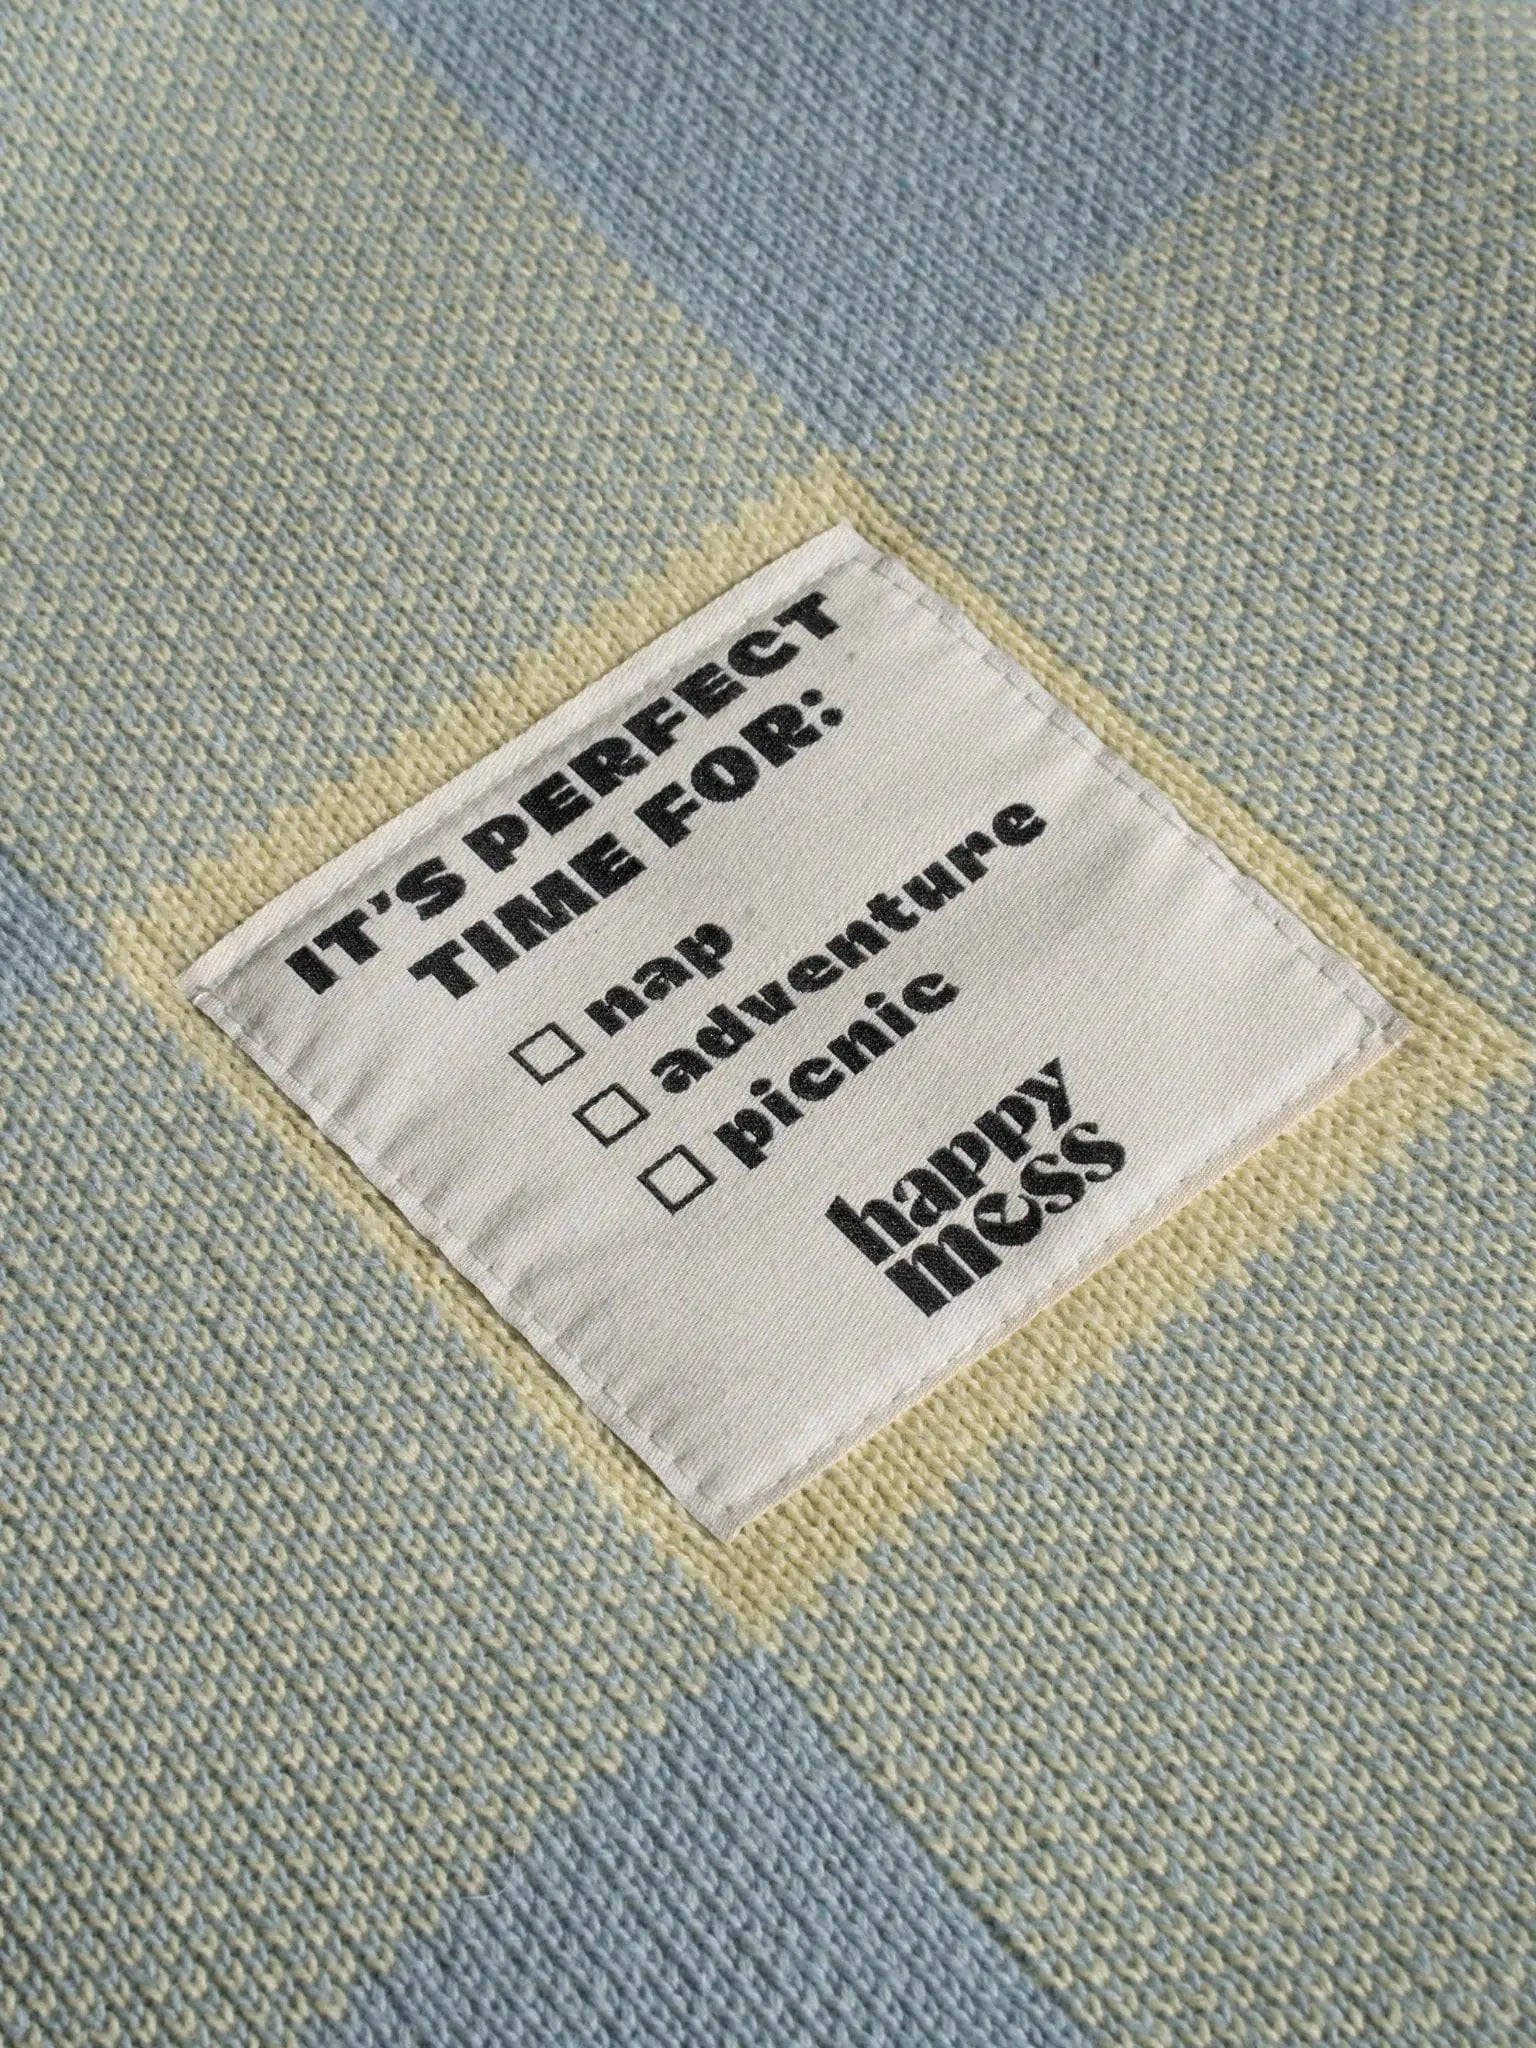 IT'S PERFECT
TIME FOR:
nap
adventure
picnic
happy
mess